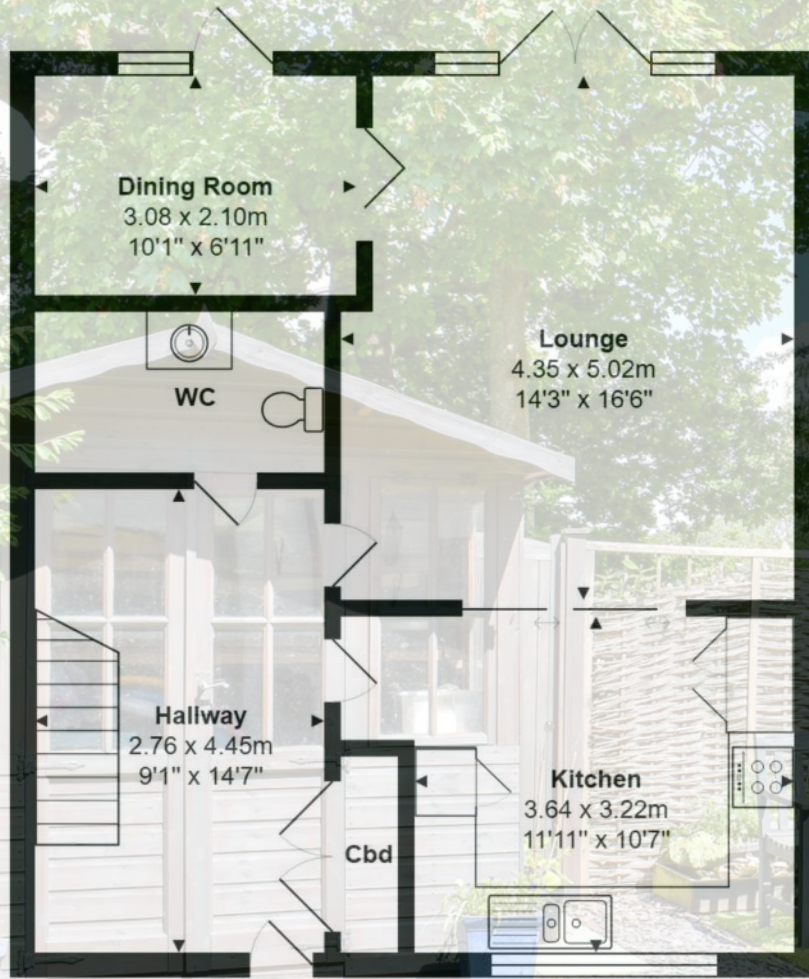 Dining Room
3.08 x 2.10m
10'1" x 6'11"
Lounge
4.35 x 5.02m
14'3" x 16'6"
WC
Hallway
2.76 x 4.45m
9'1" x 14'7"
Kitchen
3.64 x 3.22m
11'11" x 10'7"
Cbd